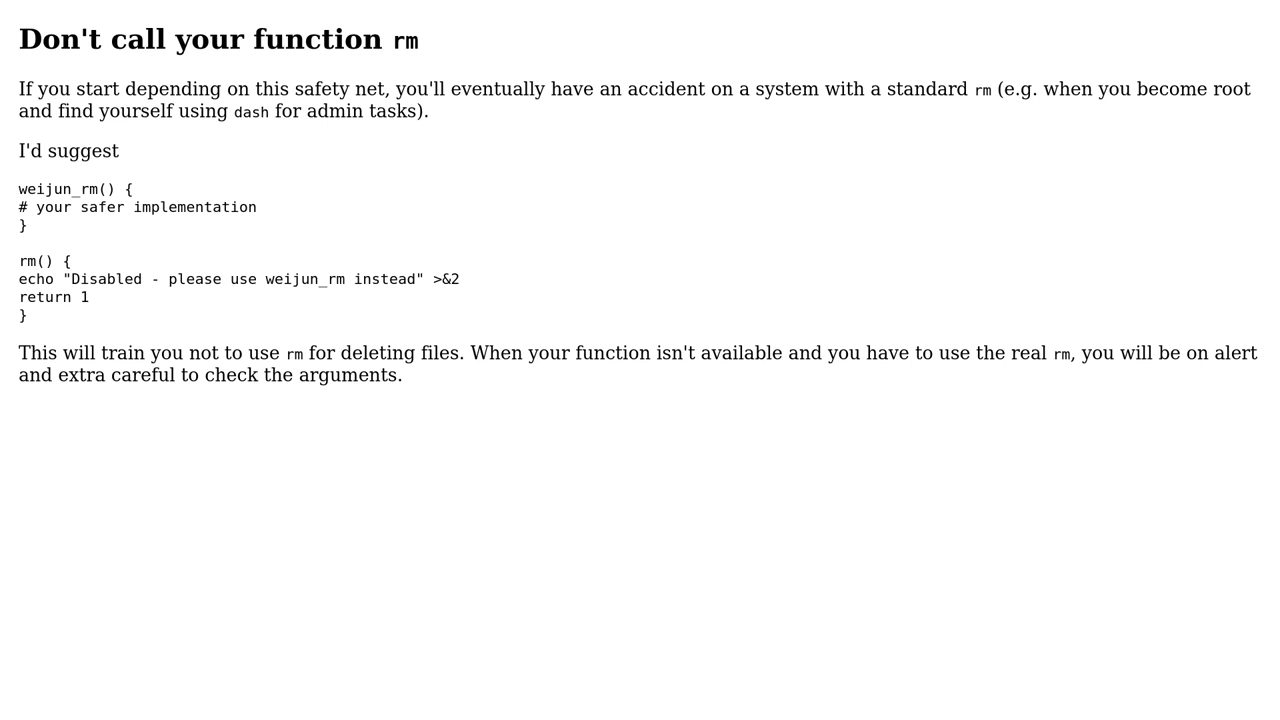 Don't call your function rm
If you start depending on this safety net, you'll eventually have an accident on a system with a standard rm (e.g. when you become root
and find yourself using dash for admin tasks).
I'd suggest
weijun_rm() {
# your safer implementation
}
rm() {
echo "Disabled - please use weijun_rm instead" >&2
return 1
}
This will train you not to use rm for deleting files. When your function isn't available and you have to use the real rm, you will be on alert
and extra careful to check the arguments.